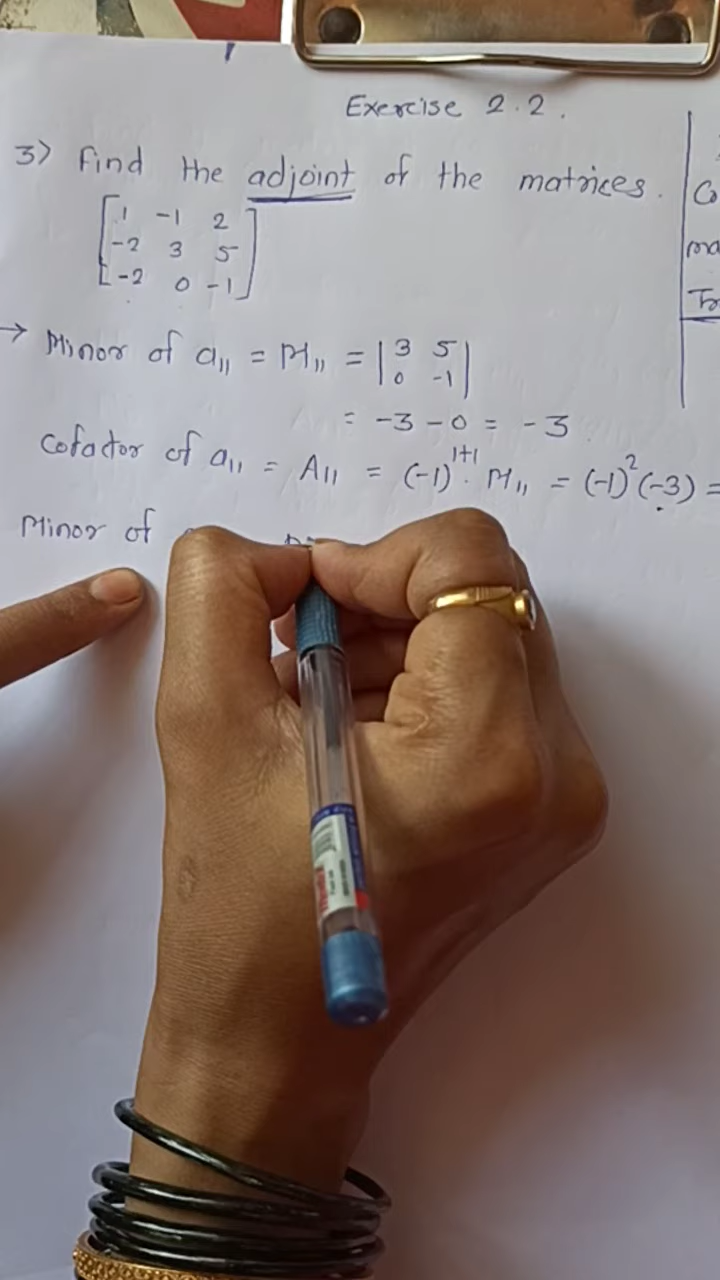 Exercise 2.2.
3) Find the adjoint of the matrices.
[1 -1 2
-2 3 5
-2 0 -1]
→ Minor of a₁₁ = M₁₁ = |3 5
0 -1|
= -3 - 0 = -3
Cofactor of a₁₁ = A₁₁ = (-1)¹⁺¹. M₁₁ = (-1)²(-3) =
Minor of
Co
ma